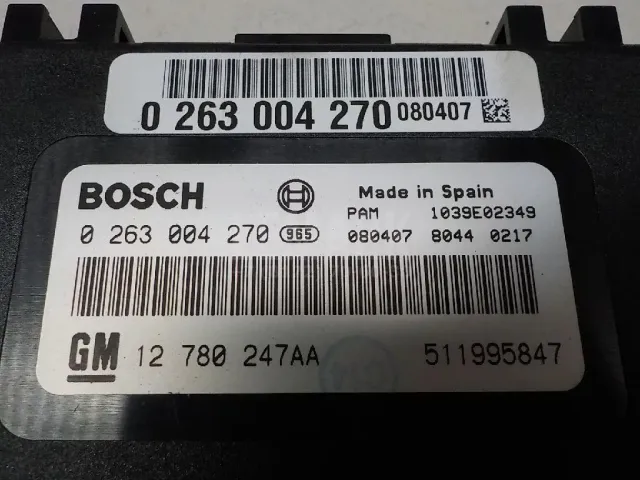 0 263 004 270 080407
BOSCH Made in Spain
PAM 1039E02349
0 263 004 270 965 080407 8044 0217
GM 12 780 247AA 511995847